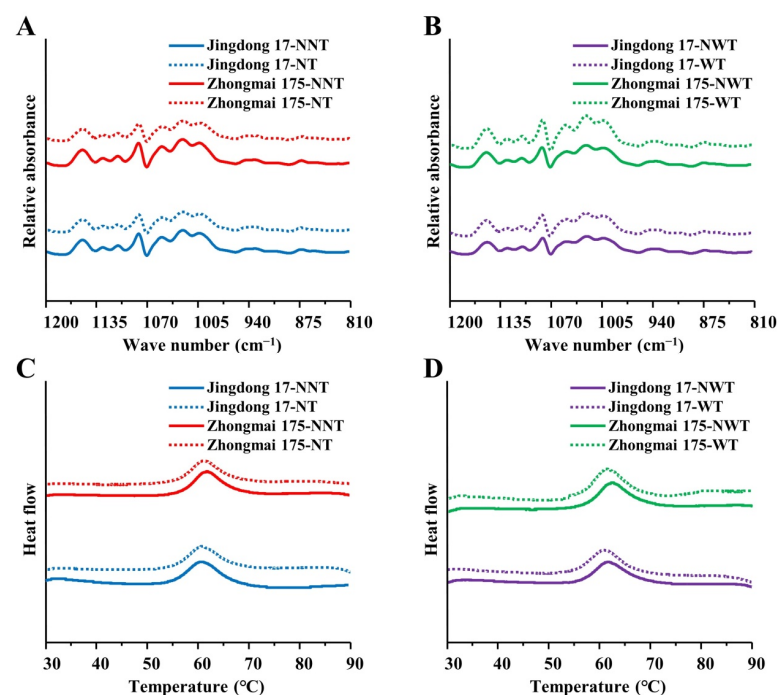 A
Jingdong 17-NNT
Jingdong 17-NT
Zhongmai 175-NNT
Zhongmai 175-NT
Relative absorbance
1200 1135 1070 1005 940 875 810
Wave number (cm⁻¹)
B
Jingdong 17-NWT
Jingdong 17-WT
Zhongmai 175-NWT
Zhongmai 175-WT
Relative absorbance
1200 1135 1070 1005 940 875 810
Wave number (cm⁻¹)
C
Jingdong 17-NNT
Jingdong 17-NT
Zhongmai 175-NNT
Zhongmai 175-NT
Heat flow
30 40 50 60 70 80 90
Temperature (℃)
D
Jingdong 17-NWT
Jingdong 17-WT
Zhongmai 175-NWT
Zhongmai 175-WT
Heat flow
30 40 50 60 70 80 90
Temperature (℃)